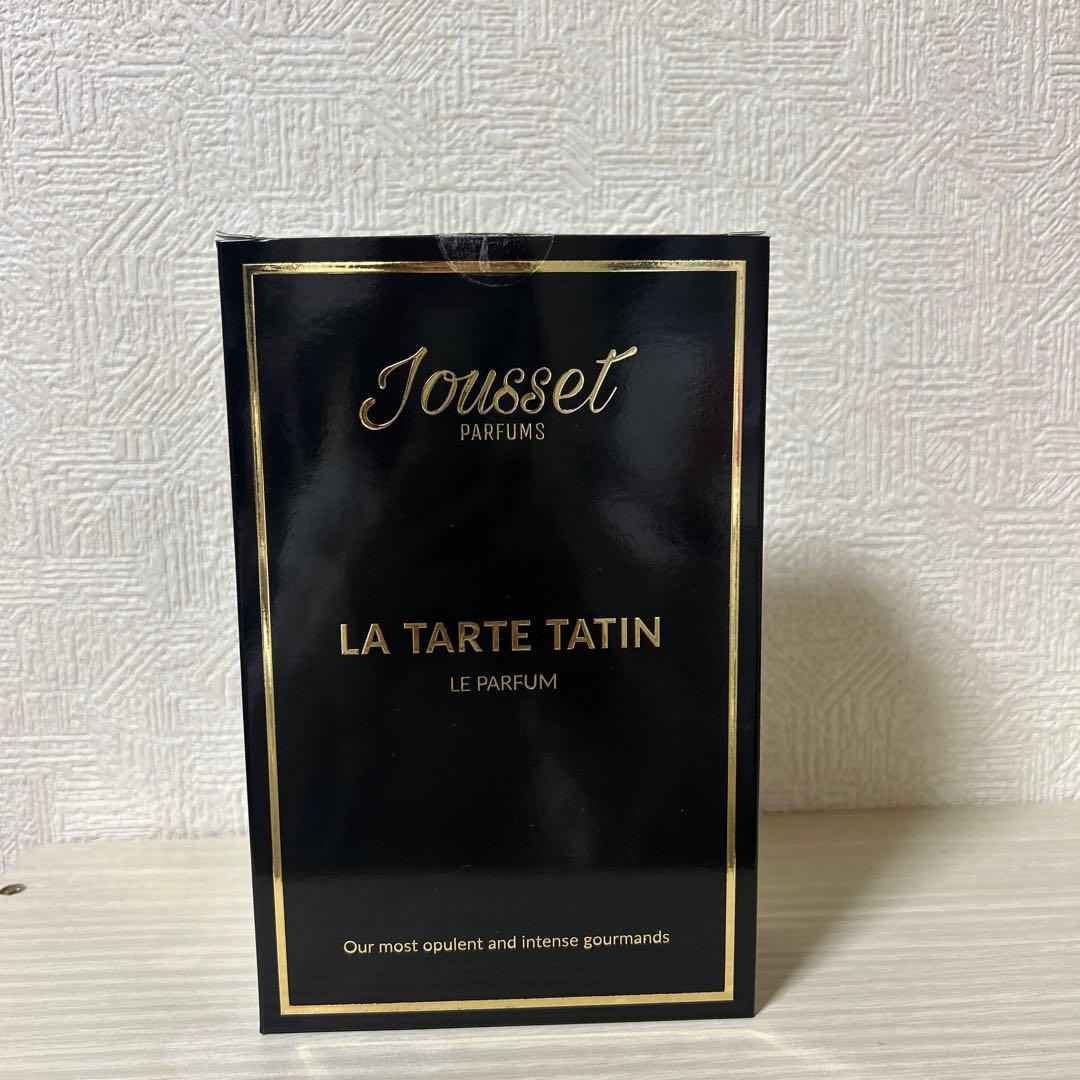 Jousset
PARFUMS
LA TARTE TATIN
LE PARFUM
Our most opulent and intense gourmands